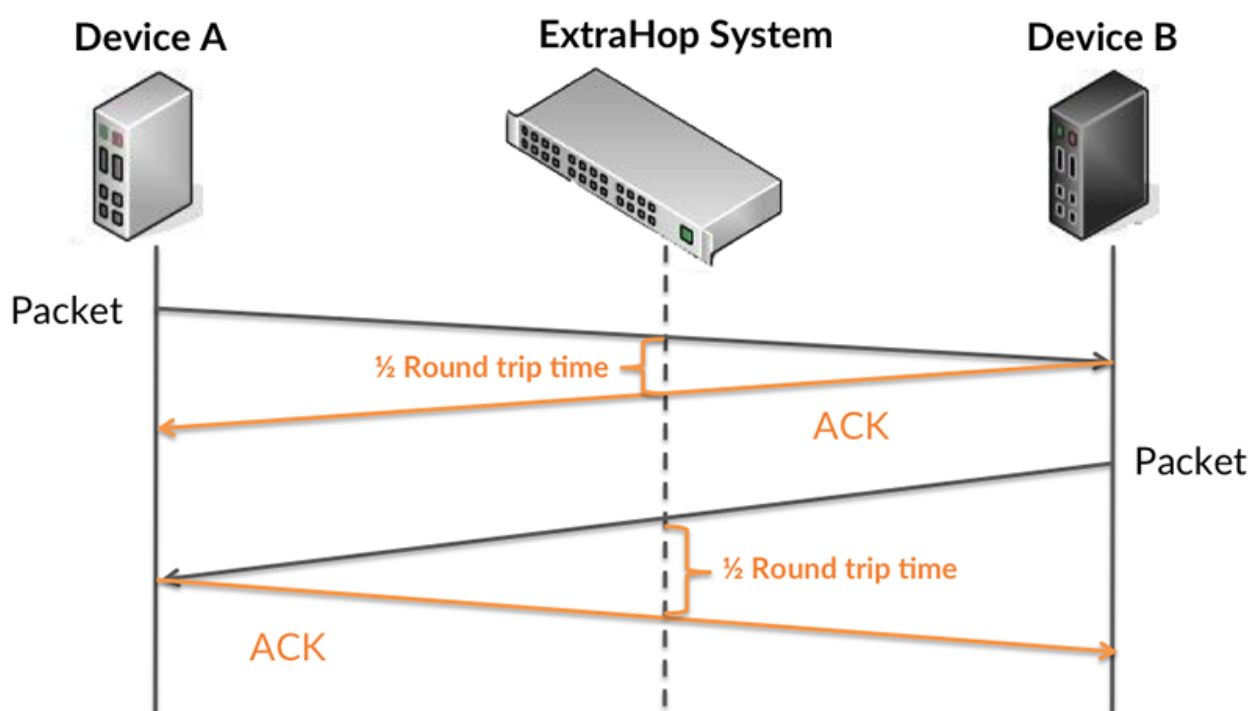 Device A
ExtraHop System
Device B
Packet
½ Round trip time
ACK
Packet
½ Round trip time
ACK